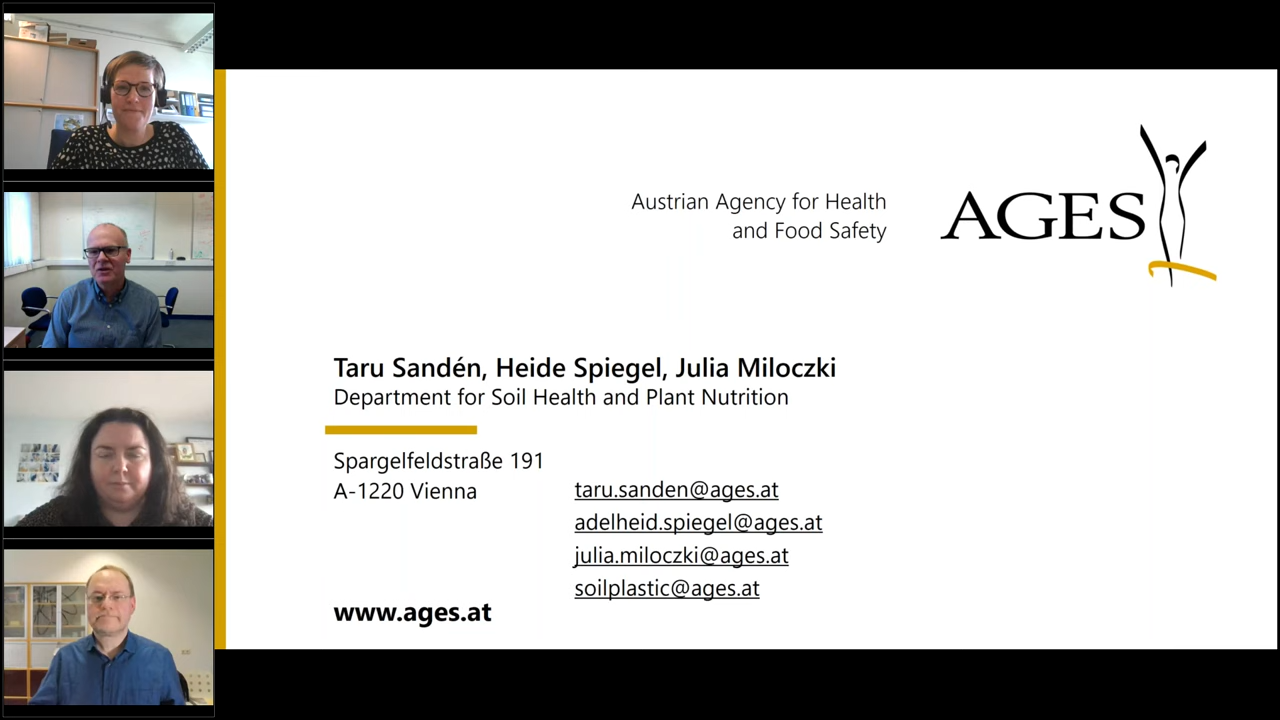 Austrian Agency for Health
and Food Safety
AGES
Taru Sandén, Heide Spiegel, Julia Miloczki
Department for Soil Health and Plant Nutrition
Spargelfeldstraße 191
A-1220 Vienna
taru.sanden@ages.at
adelheid.spiegel@ages.at
julia.miloczki@ages.at
soilplastic@ages.at
www.ages.at